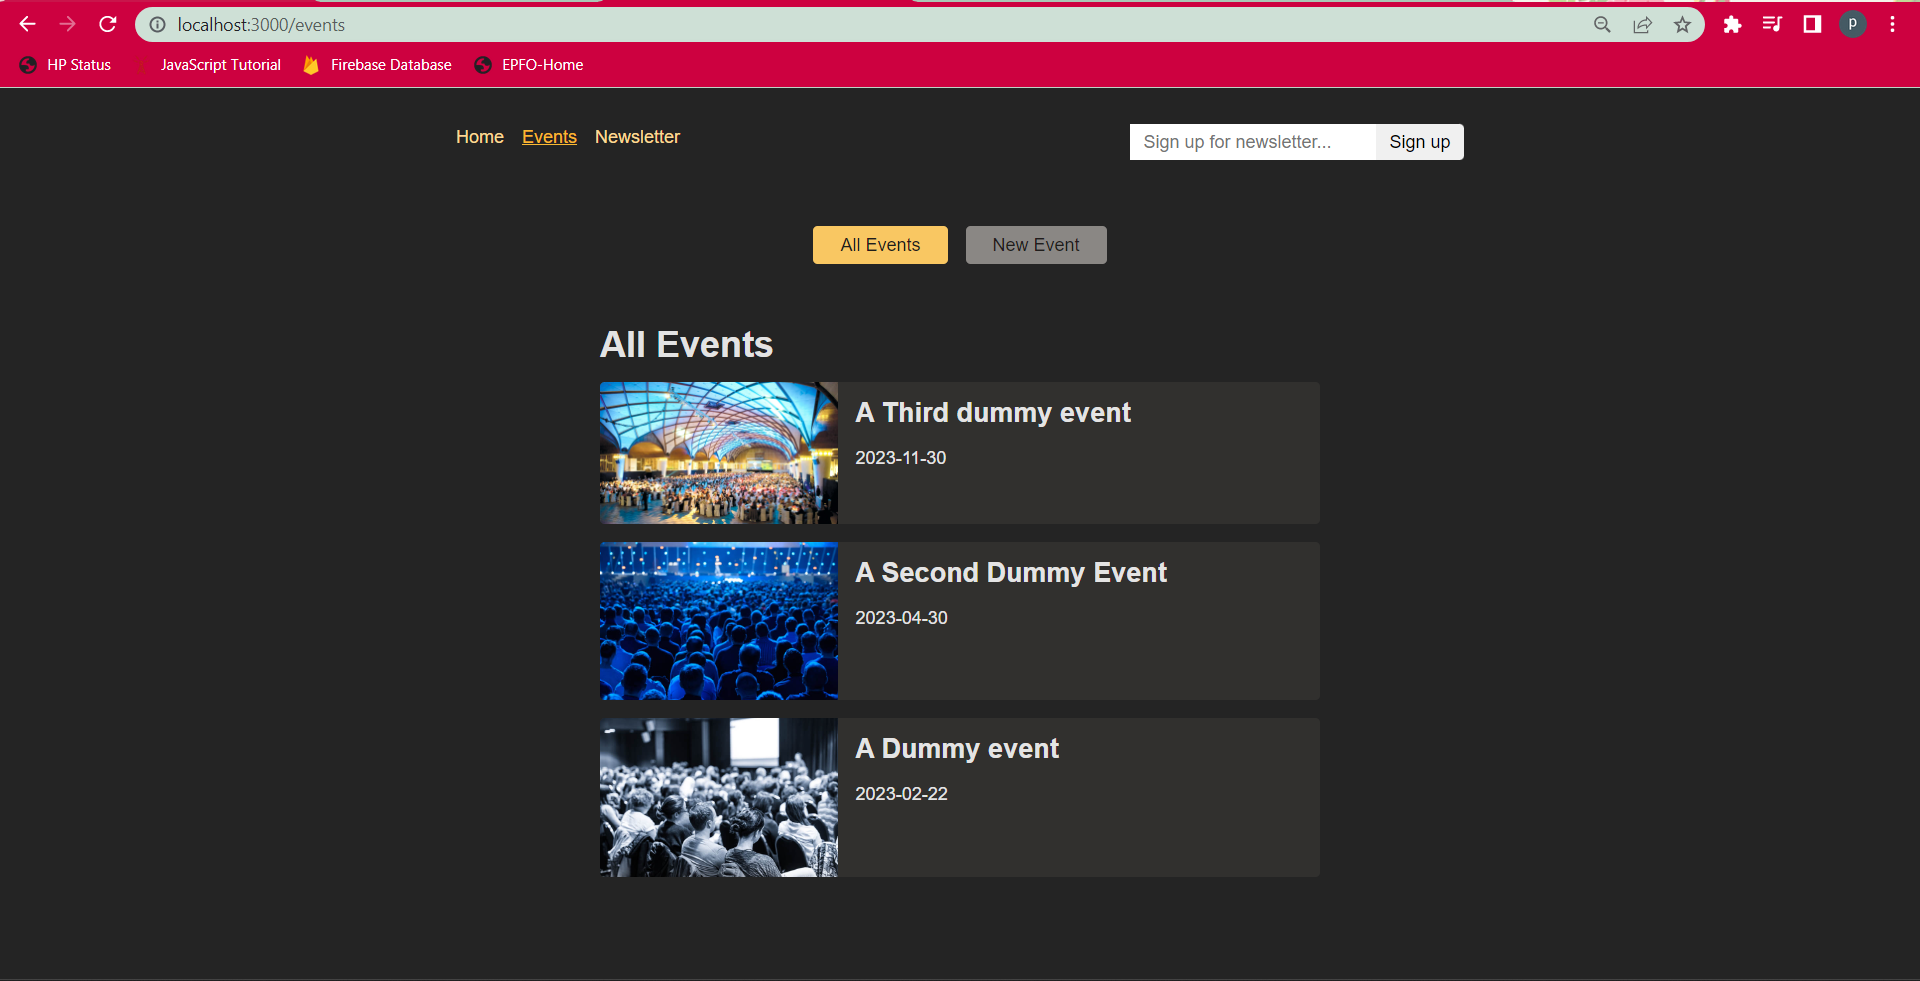 localhost:3000/events
p
HP Status JavaScript Tutorial Firebase Database EPFO-Home
Home Events Newsletter Sign up for newsletter... Sign up
All Events New Event
All Events
A Third dummy event
2023-11-30
A Second Dummy Event
2023-04-30
A Dummy event
2023-02-22